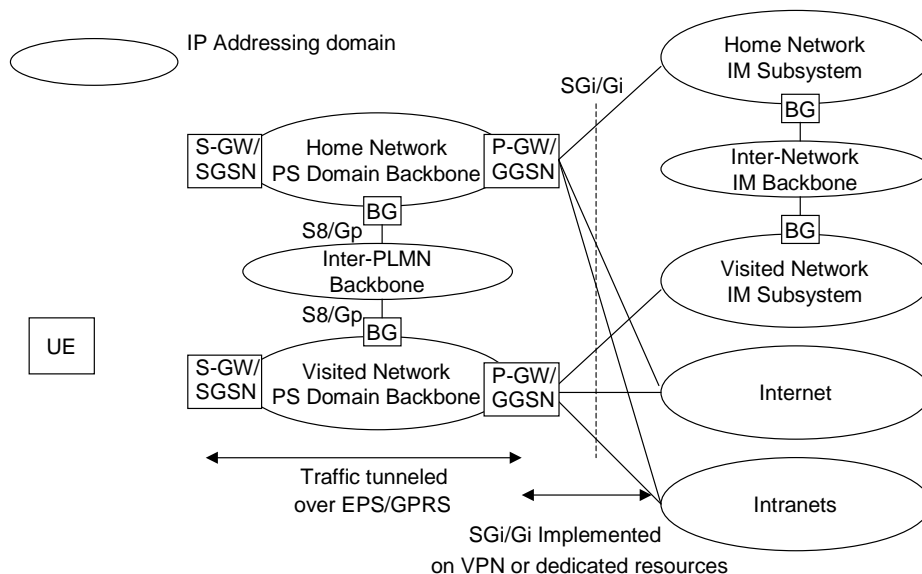 IP Addressing domain
Home Network
IM Subsystem
SGi/Gi
BG
S-GW/
SGSN
Home Network
PS Domain Backbone
P-GW/
GGSN
Inter-Network
IM Backbone
BG
S8/Gp
BG
Inter-PLMN
Backbone
Visited Network
IM Subsystem
S8/Gp
BG
UE
S-GW/
SGSN
Visited Network
PS Domain Backbone
P-GW/
GGSN
Internet
Traffic tunneled
over EPS/GPRS
Intranets
SGi/Gi Implemented
on VPN or dedicated resources